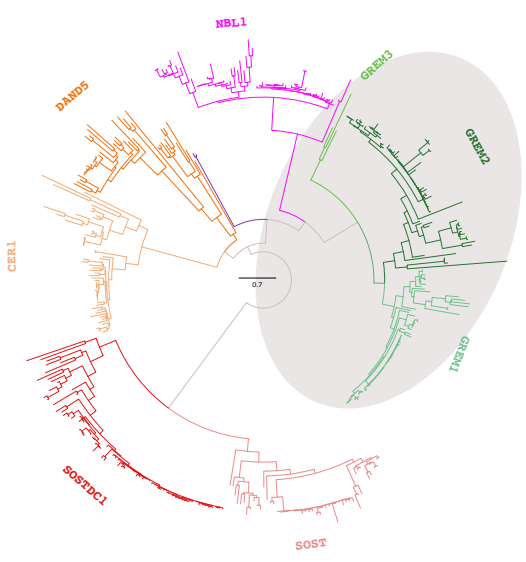 NBL1
GREM3
DAND5
GREM2
CER1
0.7
GREM1
SOSTDC1
SOST